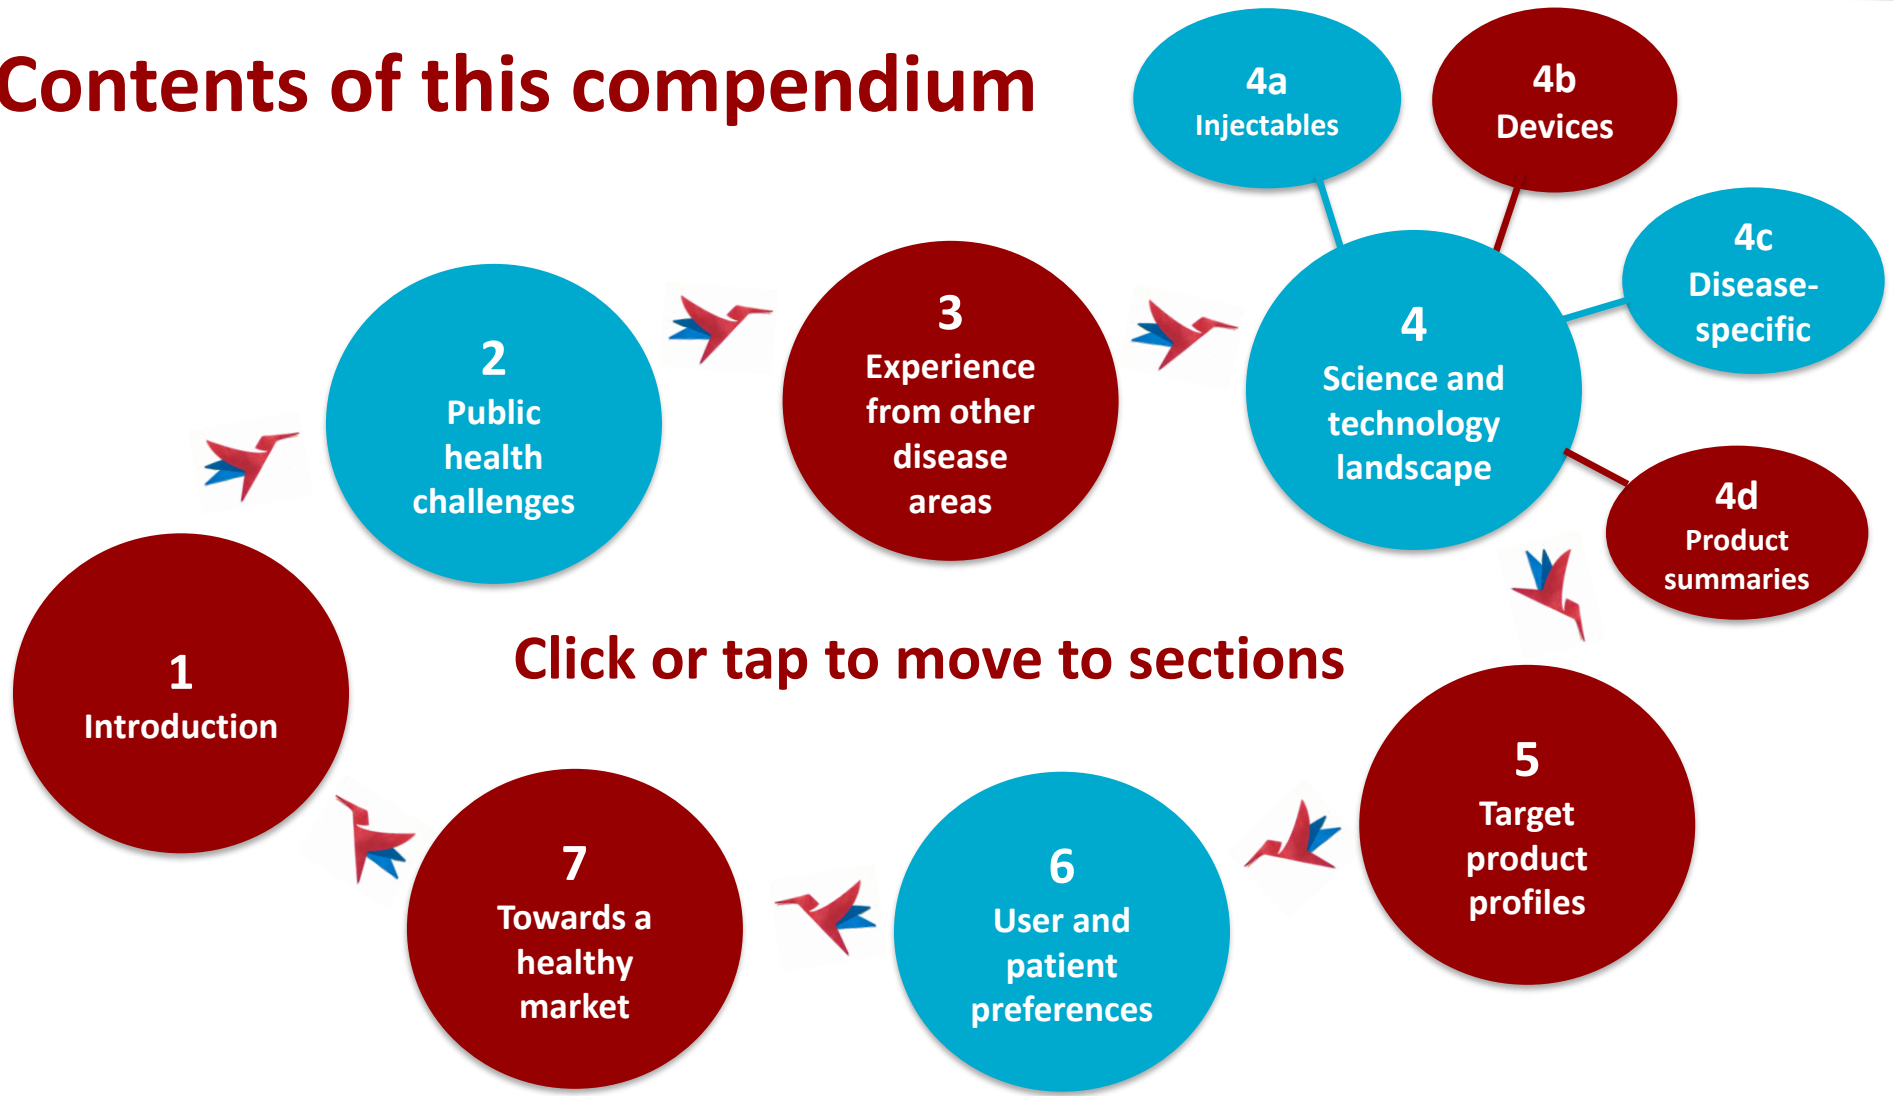 Contents of this compendium
1
Introduction
2
Public
health
challenges
3
Experience
from other
disease
areas
4
Science and
technology
landscape
4a
Injectables
4b
Devices
4c
Disease-
specific
4d
Product
summaries
Click or tap to move to sections
5
Target
product
profiles
6
User and
patient
preferences
7
Towards a
healthy
market